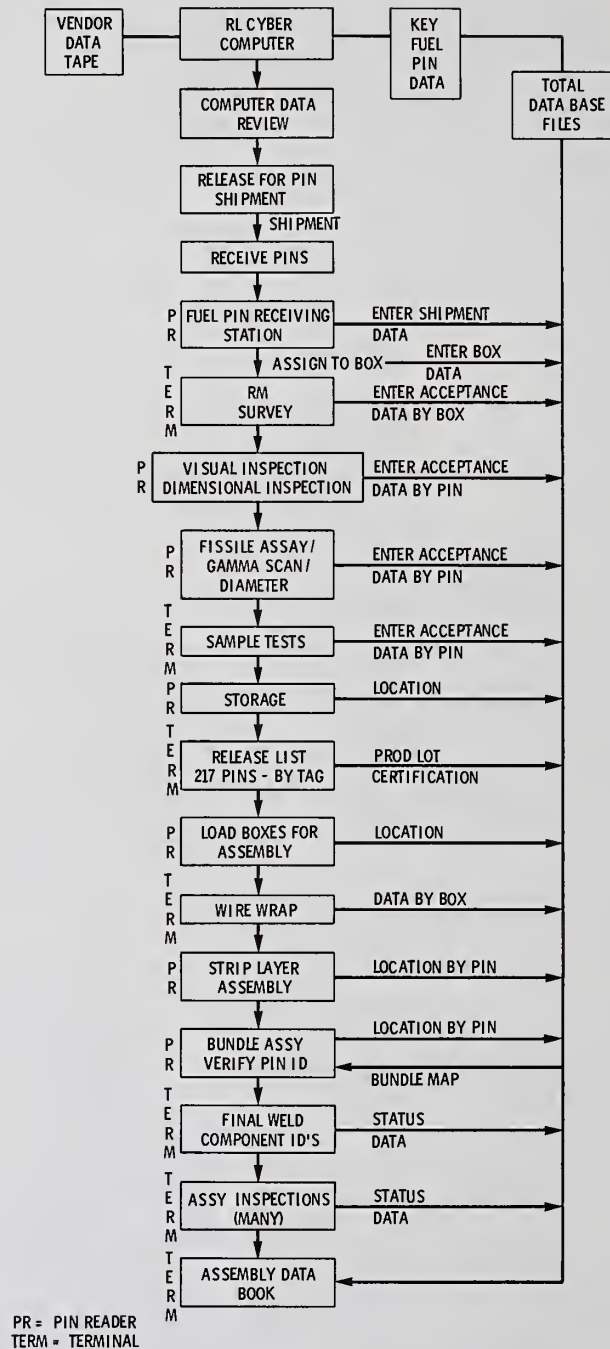 VENDOR
DATA
TAPE
RL CYBER
COMPUTER
KEY
FUEL
PIN
DATA
TOTAL
DATA BASE
FILES
COMPUTER DATA
REVIEW
RELEASE FOR PIN
SHIPMENT
SHIPMENT
RECEIVE PINS
PR
FUEL PIN RECEIVING
STATION
ENTER SHIPMENT
DATA
ASSIGN TO BOX
ENTER BOX
DATA
TERM
RM
SURVEY
ENTER ACCEPTANCE
DATA BY BOX
PR
VISUAL INSPECTION
DIMENSIONAL INSPECTION
ENTER ACCEPTANCE
DATA BY PIN
PR
FISSILE ASSAY/
GAMMA SCAN/
DIAMETER
ENTER ACCEPTANCE
DATA BY PIN
TERM
SAMPLE TESTS
ENTER ACCEPTANCE
DATA BY PIN
PR
STORAGE
LOCATION
TERM
RELEASE LIST
217 PINS - BY TAG
PROD LOT
CERTIFICATION
PR
LOAD BOXES FOR
ASSEMBLY
LOCATION
TERM
WIRE WRAP
DATA BY BOX
PR
STRIP LAYER
ASSEMBLY
LOCATION BY PIN
PR
BUNDLE ASSY
VERIFY PIN ID
LOCATION BY PIN
BUNDLE MAP
TERM
FINAL WELD
COMPONENT ID'S
STATUS
DATA
TERM
ASSY INSPECTIONS
(MANY)
STATUS
DATA
TERM
ASSEMBLY DATA
BOOK
PR = PIN READER
TERM = TERMINAL